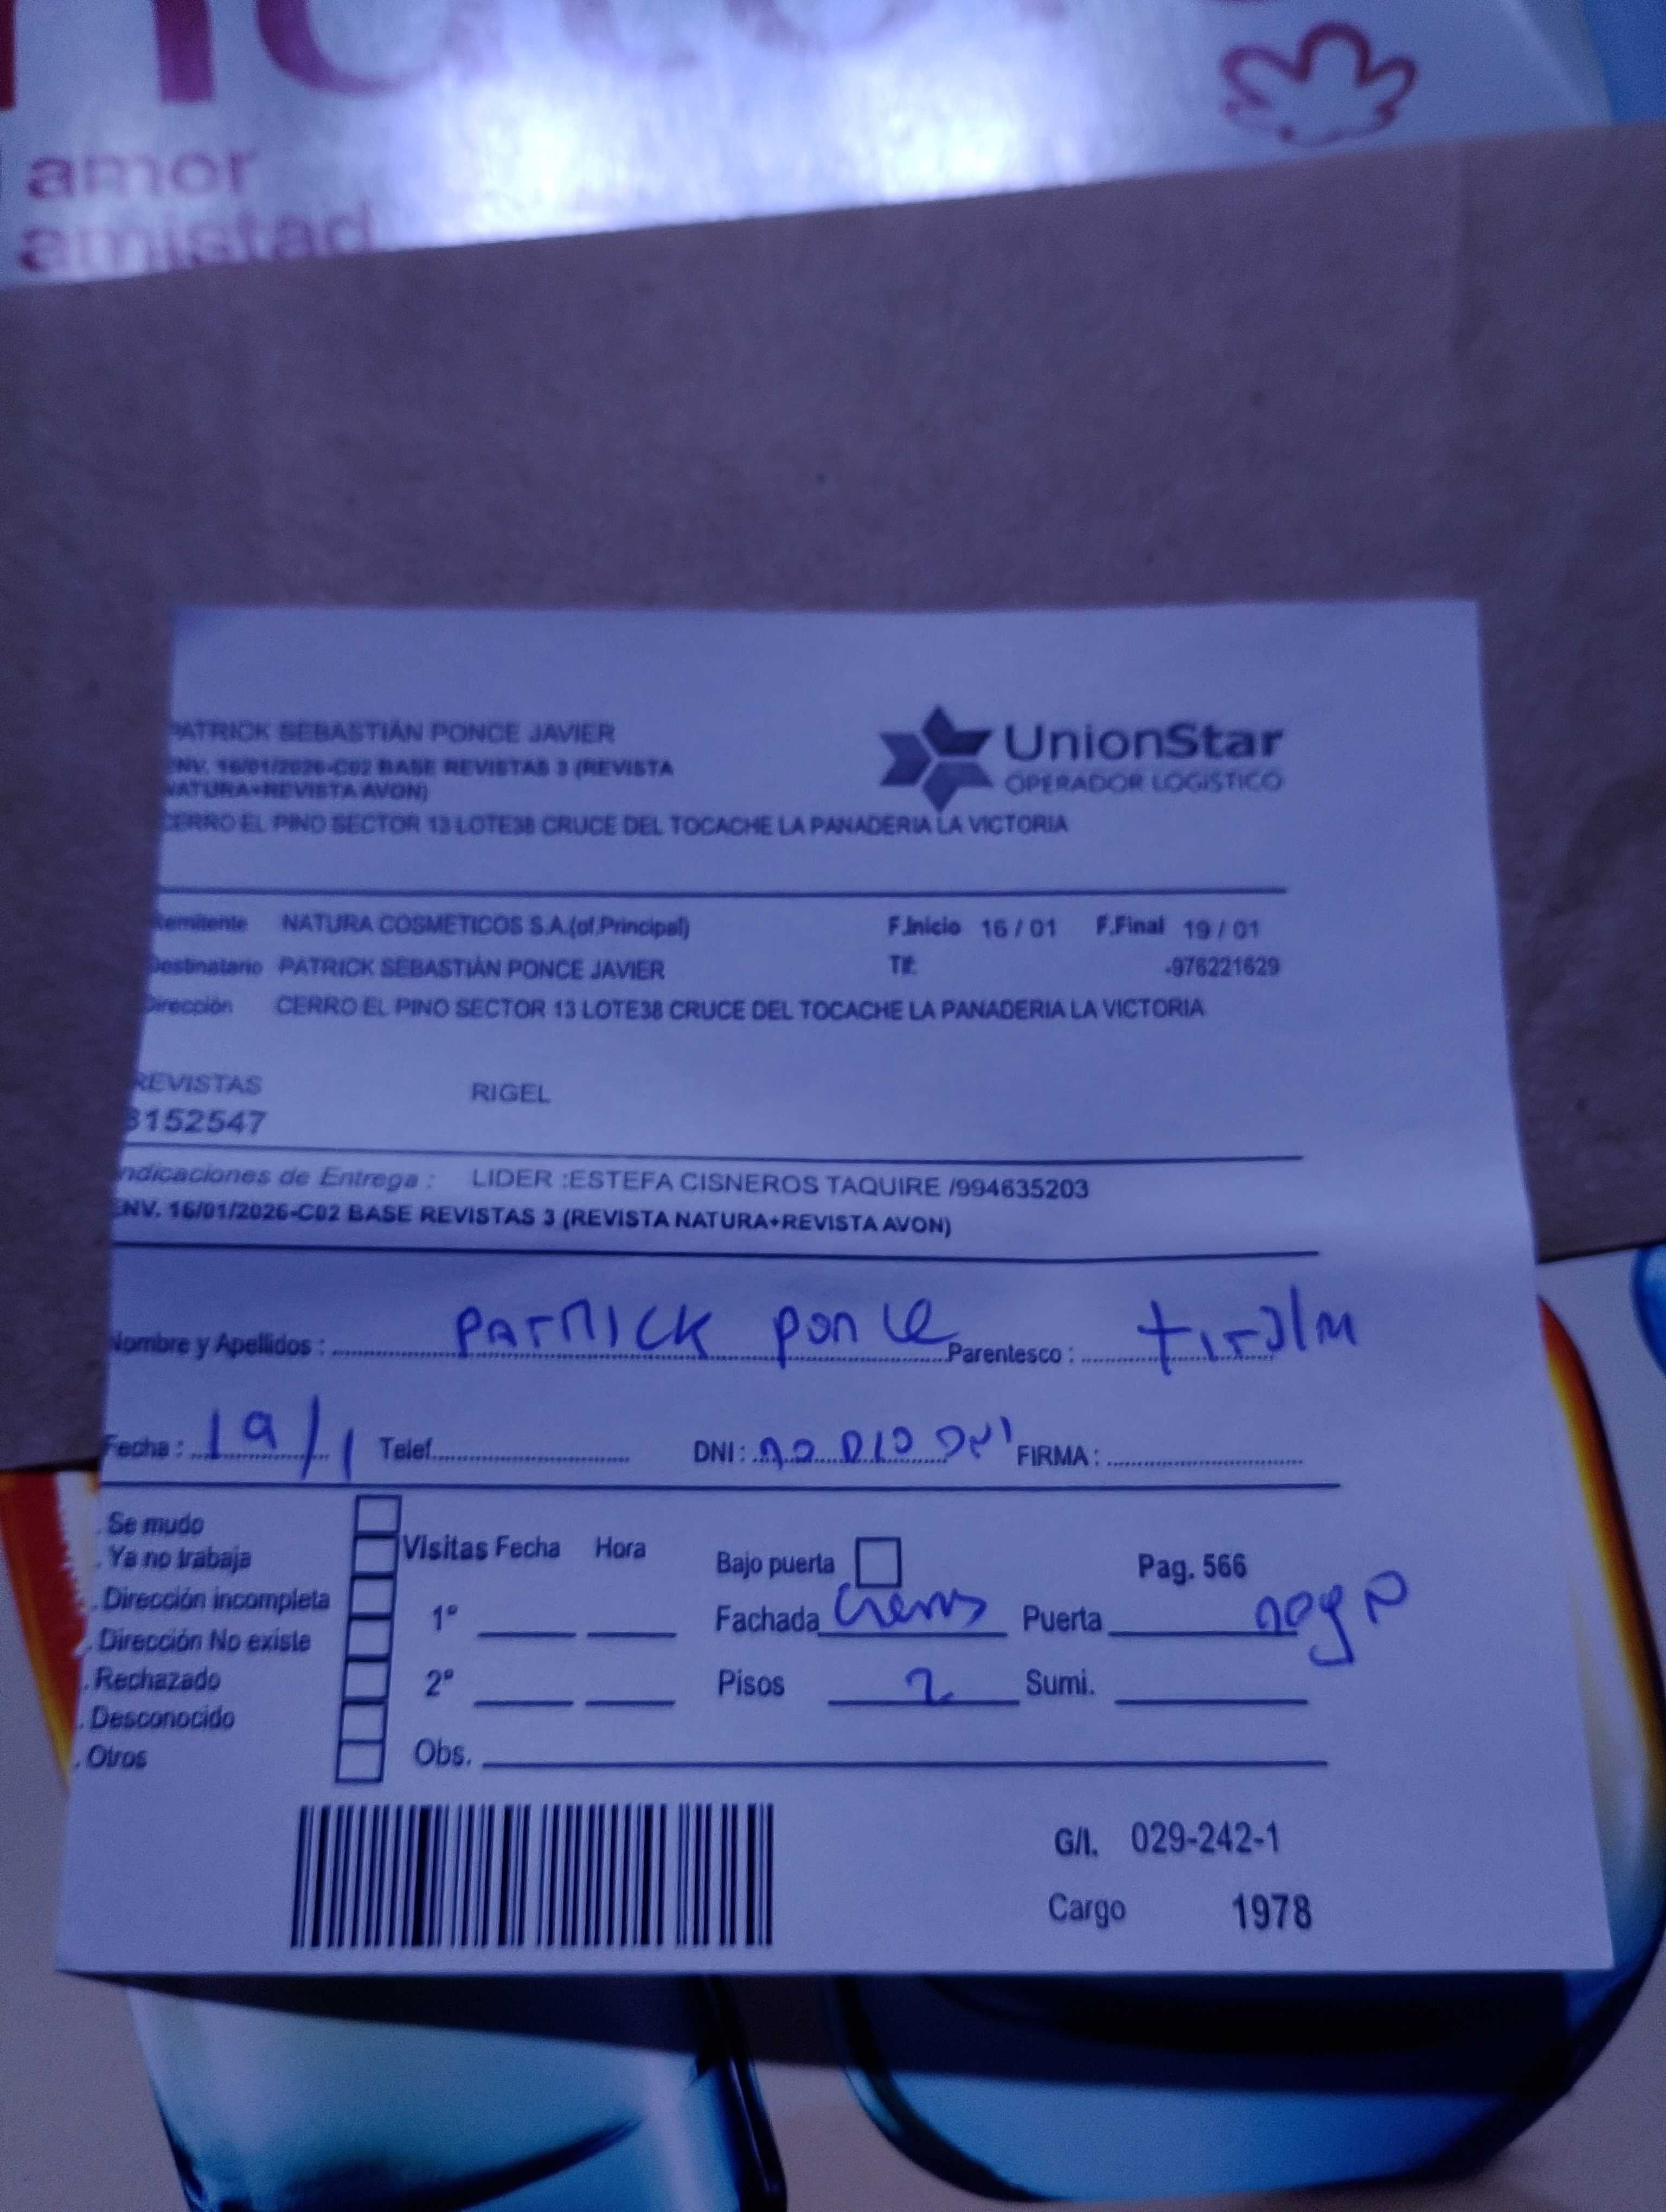 amor
amistad
PATRICK SEBASTIÁN PONCE JAVIER
ENV. 16/01/2026-C02 BASE REVISTAS 3 (REVISTA
NATURA+REVISTA AVON)
CERRO EL PINO SECTOR 13 LOTE38 CRUCE DEL TOCACHE LA PANADERIA LA VICTORIA
UnionStar
OPERADOR LOGISTICO
Remitente NATURA COSMETICOS S.A.(of.Principal) F.Inicio 16 / 01 F.Final 19 / 01
Destinatario PATRICK SEBASTIÁN PONCE JAVIER Tlf: -976221629
Dirección CERRO EL PINO SECTOR 13 LOTE38 CRUCE DEL TOCACHE LA PANADERIA LA VICTORIA
REVISTAS RIGEL
3152547
Indicaciones de Entrega : LIDER :ESTEFA CISNEROS TAQUIRE /994635203
ENV. 16/01/2026-C02 BASE REVISTAS 3 (REVISTA NATURA+REVISTA AVON)
Nombre y Apellidos : PATRICK PONCE Parentesco :
Fecha : 19/1 Telef. DNI : no DIO DNI FIRMA :
. Se mudo
. Ya no trabaja
. Dirección incompleta
. Dirección No existe
. Rechazado
. Desconocido
. Otros
Visitas Fecha Hora Bajo puerta Pag. 566
1° Fachada Puerta negr
2° Pisos 2 Sumi.
Obs.
G/I. 029-242-1
Cargo 1978